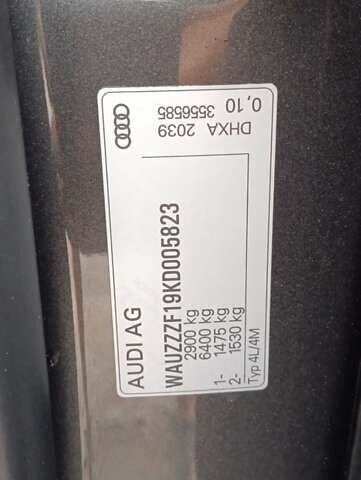 AUDI AG
WAUZZZF19KD005823
2900 kg
6400 kg
1- 1475 kg
2- 1530 kg
Typ 4L/4M
DHXA 2039
3556585
0,10